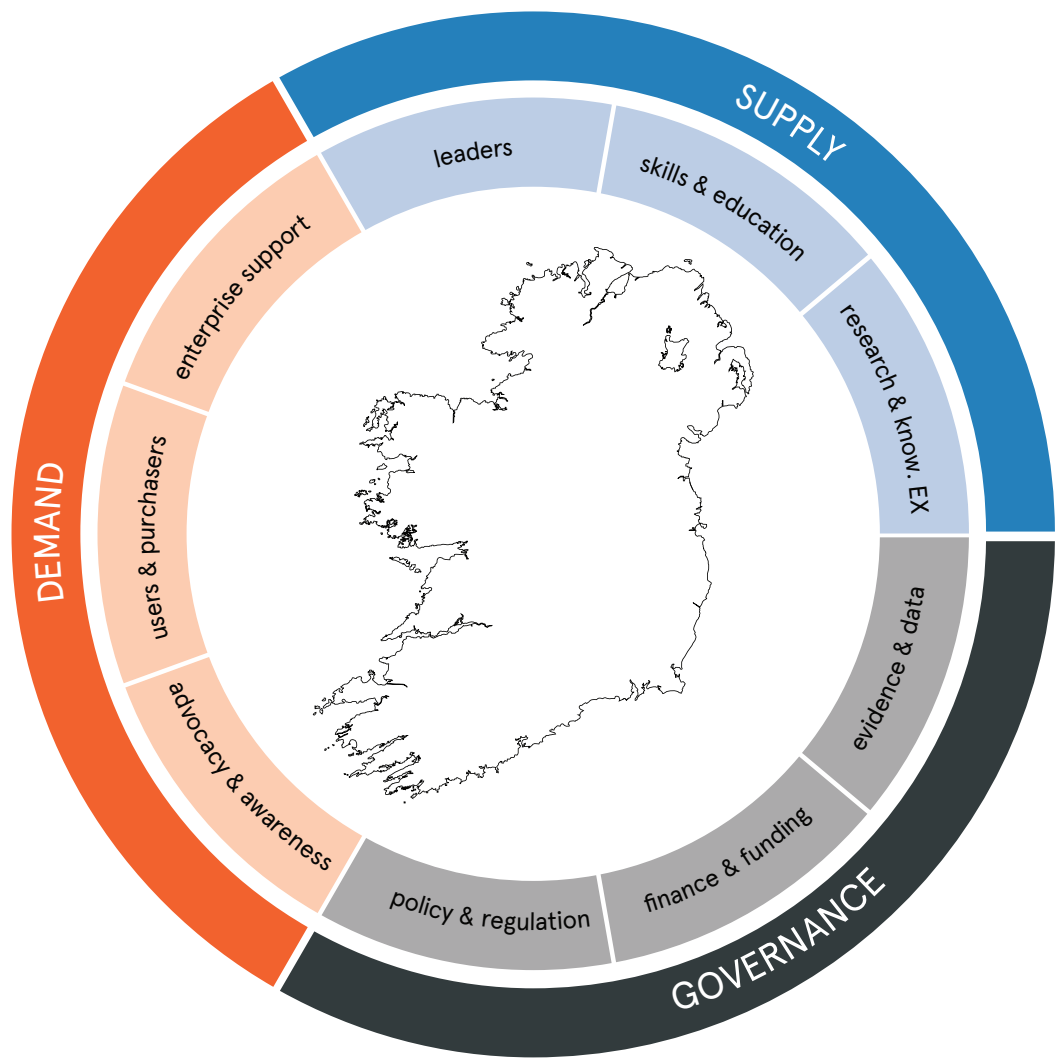 SUPPLY
leaders
skills & education
research & know. EX
GOVERNANCE
evidence & data
finance & funding
policy & regulation
DEMAND
advocacy & awareness
users & purchasers
enterprise support